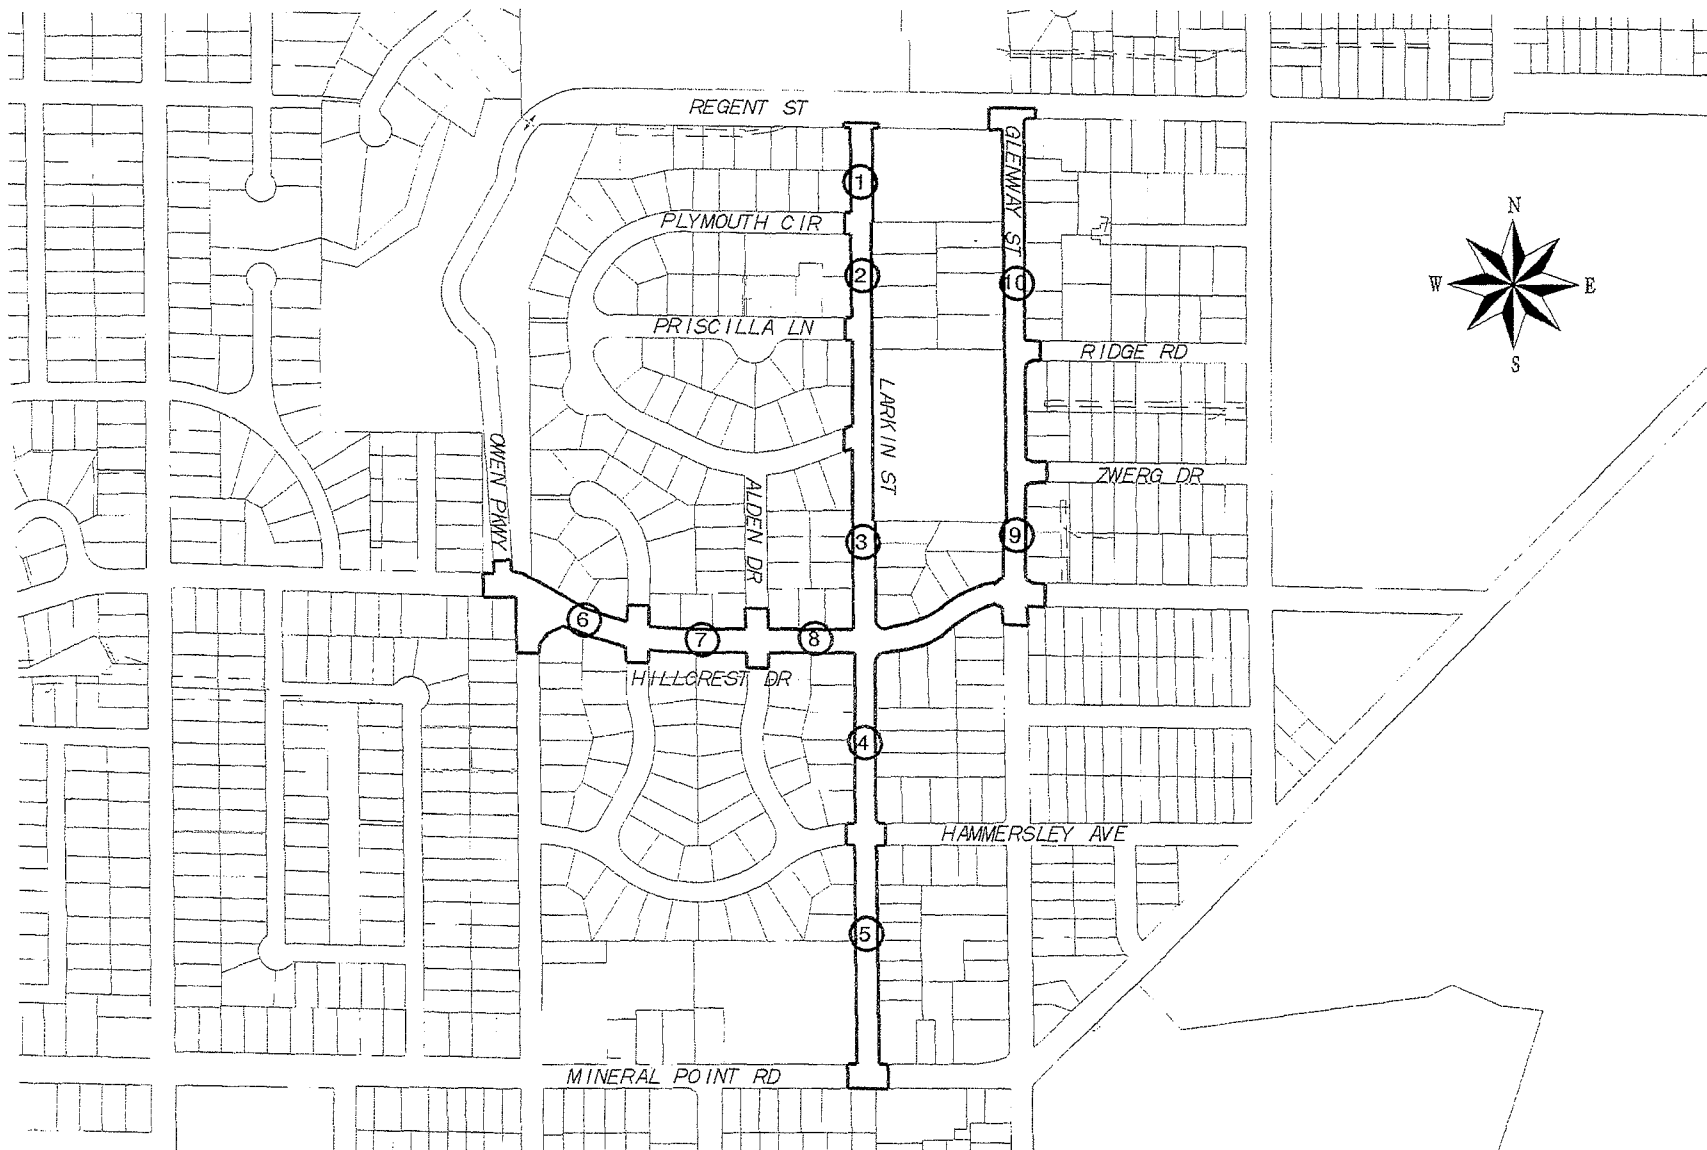 REGENT ST
GLENWAY ST
1
PLYMOUTH CIR
2
10
N
W
E
S
PRISCILLA LN
RIDGE RD
LARKIN ST
OWEN PKWY
ALDEN DR
ZWERG DR
3
9
6
7
8
HILLCREST DR
4
HAMMERSLEY AVE
5
MINERAL POINT RD